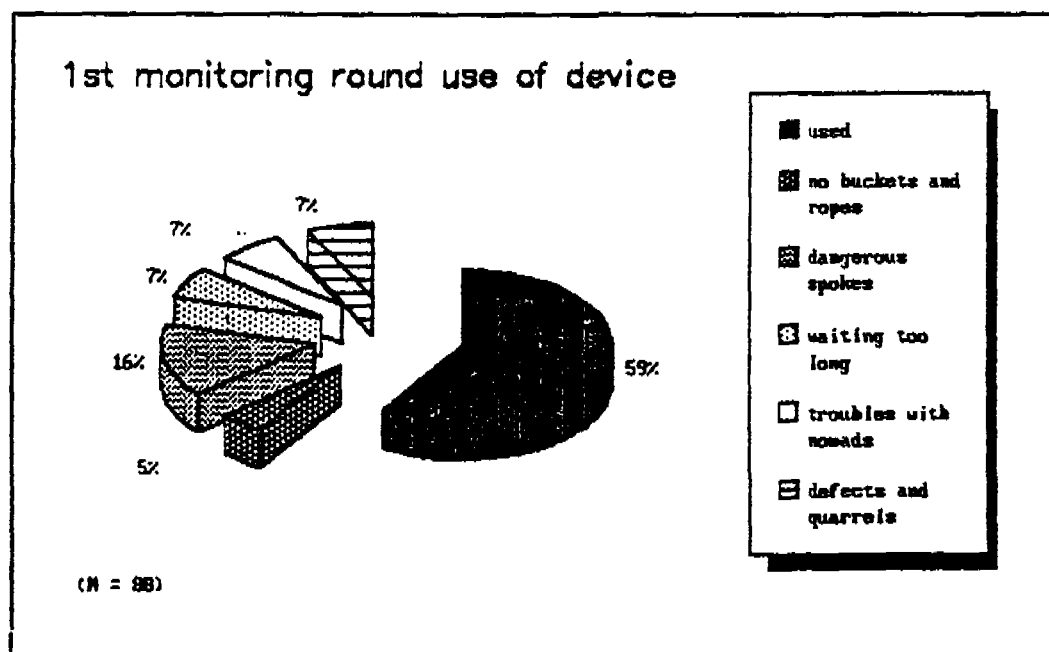 1st monitoring round use of device
7%
7%
7%
16%
5%
59%
used
no buckets and
ropes
dangerous
spokes
waiting too
long
troubles with
nomads
defects and
quarrels
(N = 88)